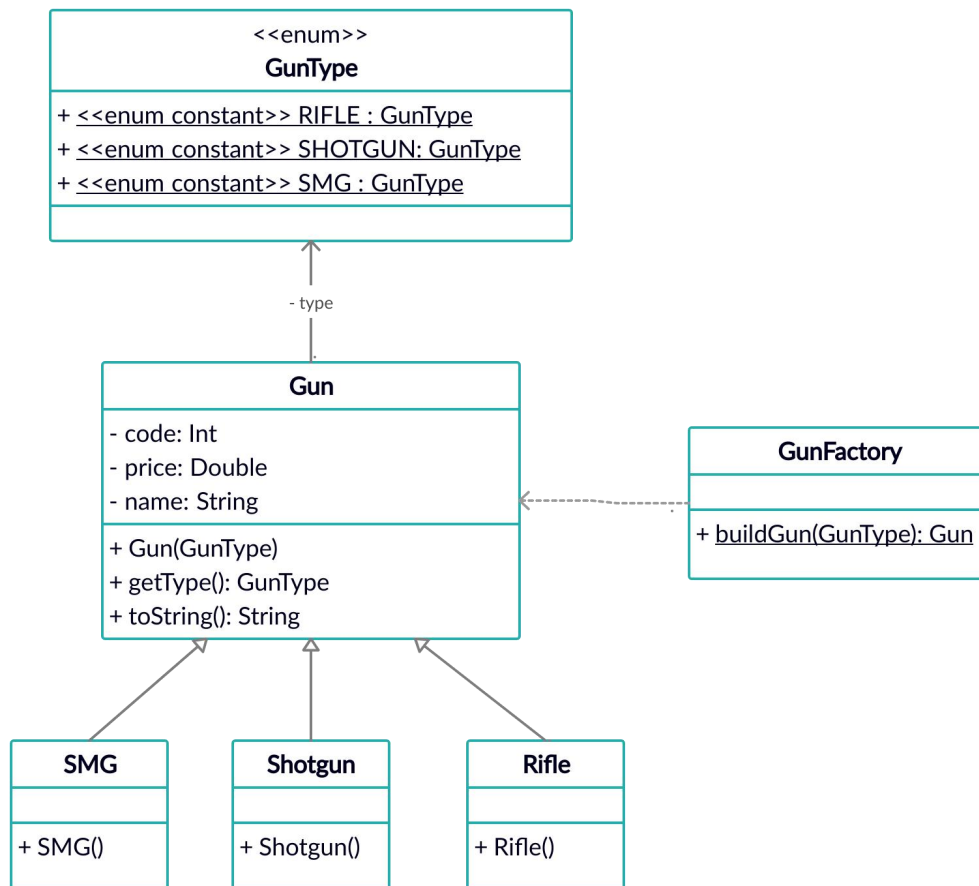 <<enum>>
GunType
+ <<enum constant>> RIFLE : GunType
+ <<enum constant>> SHOTGUN: GunType
+ <<enum constant>> SMG : GunType
- type
Gun
- code: Int
- price: Double
- name: String
+ Gun(GunType)
+ getType(): GunType
+ toString(): String
GunFactory
+ buildGun(GunType): Gun
SMG
+ SMG()
Shotgun
+ Shotgun()
Rifle
+ Rifle()